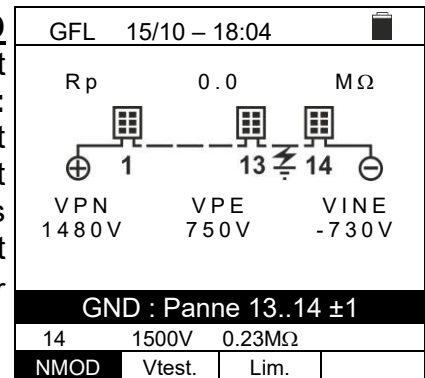 GFL 15/10 – 18:04
Rp 0.0 MΩ
1 13 14
VPN VPE VINE
1480V 750V -730V
GND : Panne 13..14 ±1
14 1500V 0.23MΩ
NMOD Vtest. Lim.